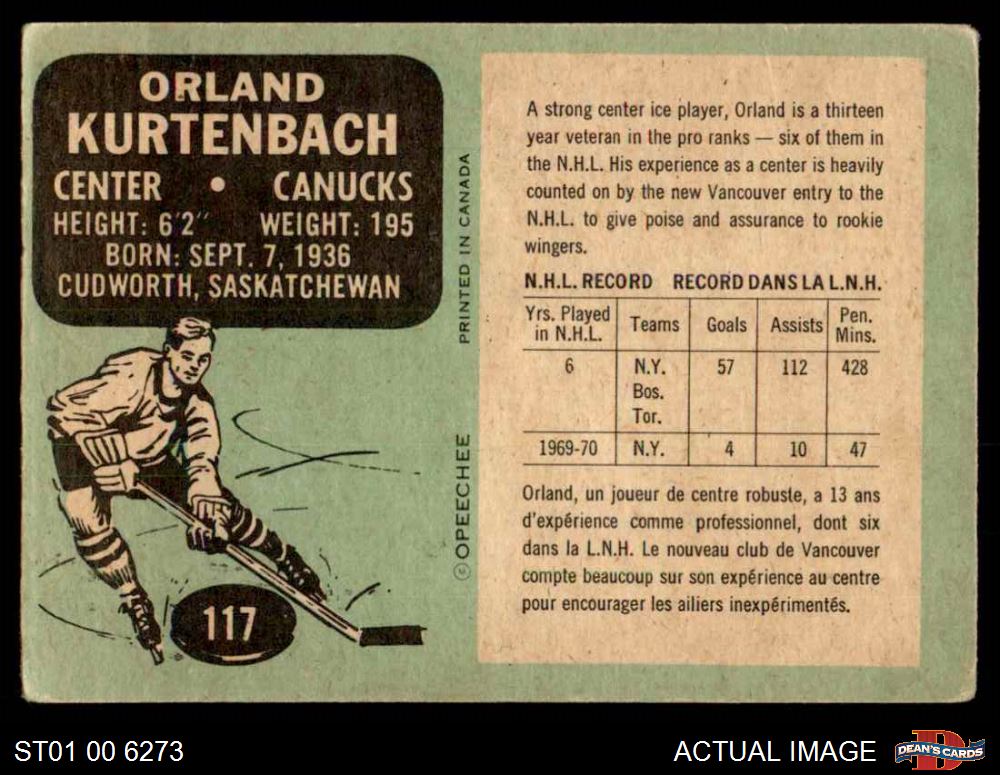 ORLAND
KURTENBACH
CENTER • CANUCKS
HEIGHT: 6'2" WEIGHT: 195
BORN: SEPT. 7, 1936
CUDWORTH, SASKATCHEWAN
117
©OPEECHEE PRINTED IN CANADA
A strong center ice player, Orland is a thirteen
year veteran in the pro ranks — six of them in
the N.H.L. His experience as a center is heavily
counted on by the new Vancouver entry to the
N.H.L. to give poise and assurance to rookie
wingers.
N.H.L. RECORD RECORD DANS LA L.N.H.
Yrs. Played in N.H.L. Teams Goals Assists Pen. Mins.
6 N.Y. 57 112 428
Bos.
Tor.
1969-70 N.Y. 4 10 47
Orland, un joueur de centre robuste, a 13 ans
d'expérience comme professionnel, dont six
dans la L.N.H. Le nouveau club de Vancouver
compte beaucoup sur son expérience au centre
pour encourager les ailiers inexpérimentés.
ST01 00 6273
ACTUAL IMAGE
DEAN'S CARDS